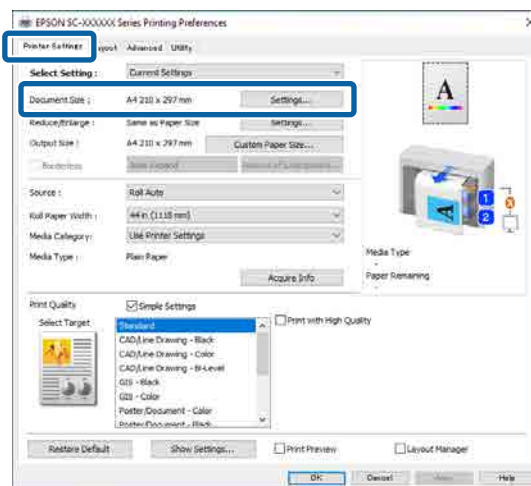 EPSON SC-XXXXXX Series Printing Preferences
Printer Settings Layout Advanced Utility
Select Setting : Current Settings
Document Size : A4 210 x 297 mm Settings...
Reduce/Enlarge : Same as Paper Size Settings...
Output Size : A4 210 x 297 mm Custom Paper Size...
Borderless
Source : Roll Auto
Roll Paper Width : 44 in (1118 mm)
Media Category : Use Printer Settings
Media Type : Plain Paper
Acquire Info
A
A
1
2
Media Type
-
Paper Remaining
-
Print Quality Simple Settings
Select Target
Standard
CAD/Line Drawing - Black
CAD/Line Drawing - Color
CAD/Line Drawing - Bi-Level
GIS - Black
GIS - Color
Poster/Document - Color
Poster/Document - Black
Print with High Quality
Restore Default Show Settings... Print Preview Layout Manager
OK Cancel Help